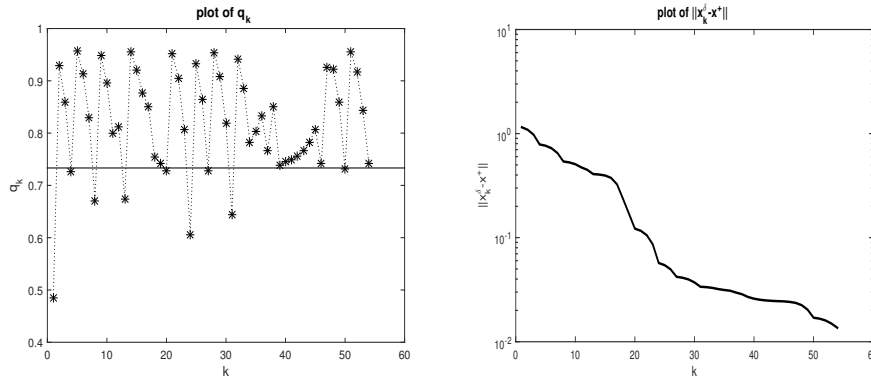 plot of q_k
1
0.9
0.8
0.7
0.6
0.5
0.4
q_k
0 10 20 30 40 50 60
k
plot of ||x_k^δ-x^+||
10^1
10^0
10^-1
10^-2
||x_k^δ-x^+||
0 10 20 30 40 50 60
k